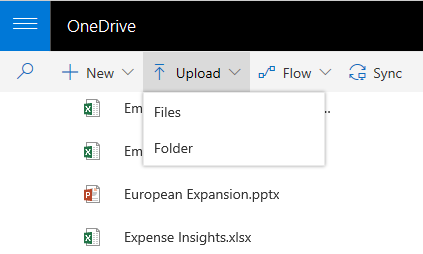 OneDrive
New Upload Flow Sync
Files
Folder
European Expansion.pptx
Expense Insights.xlsx